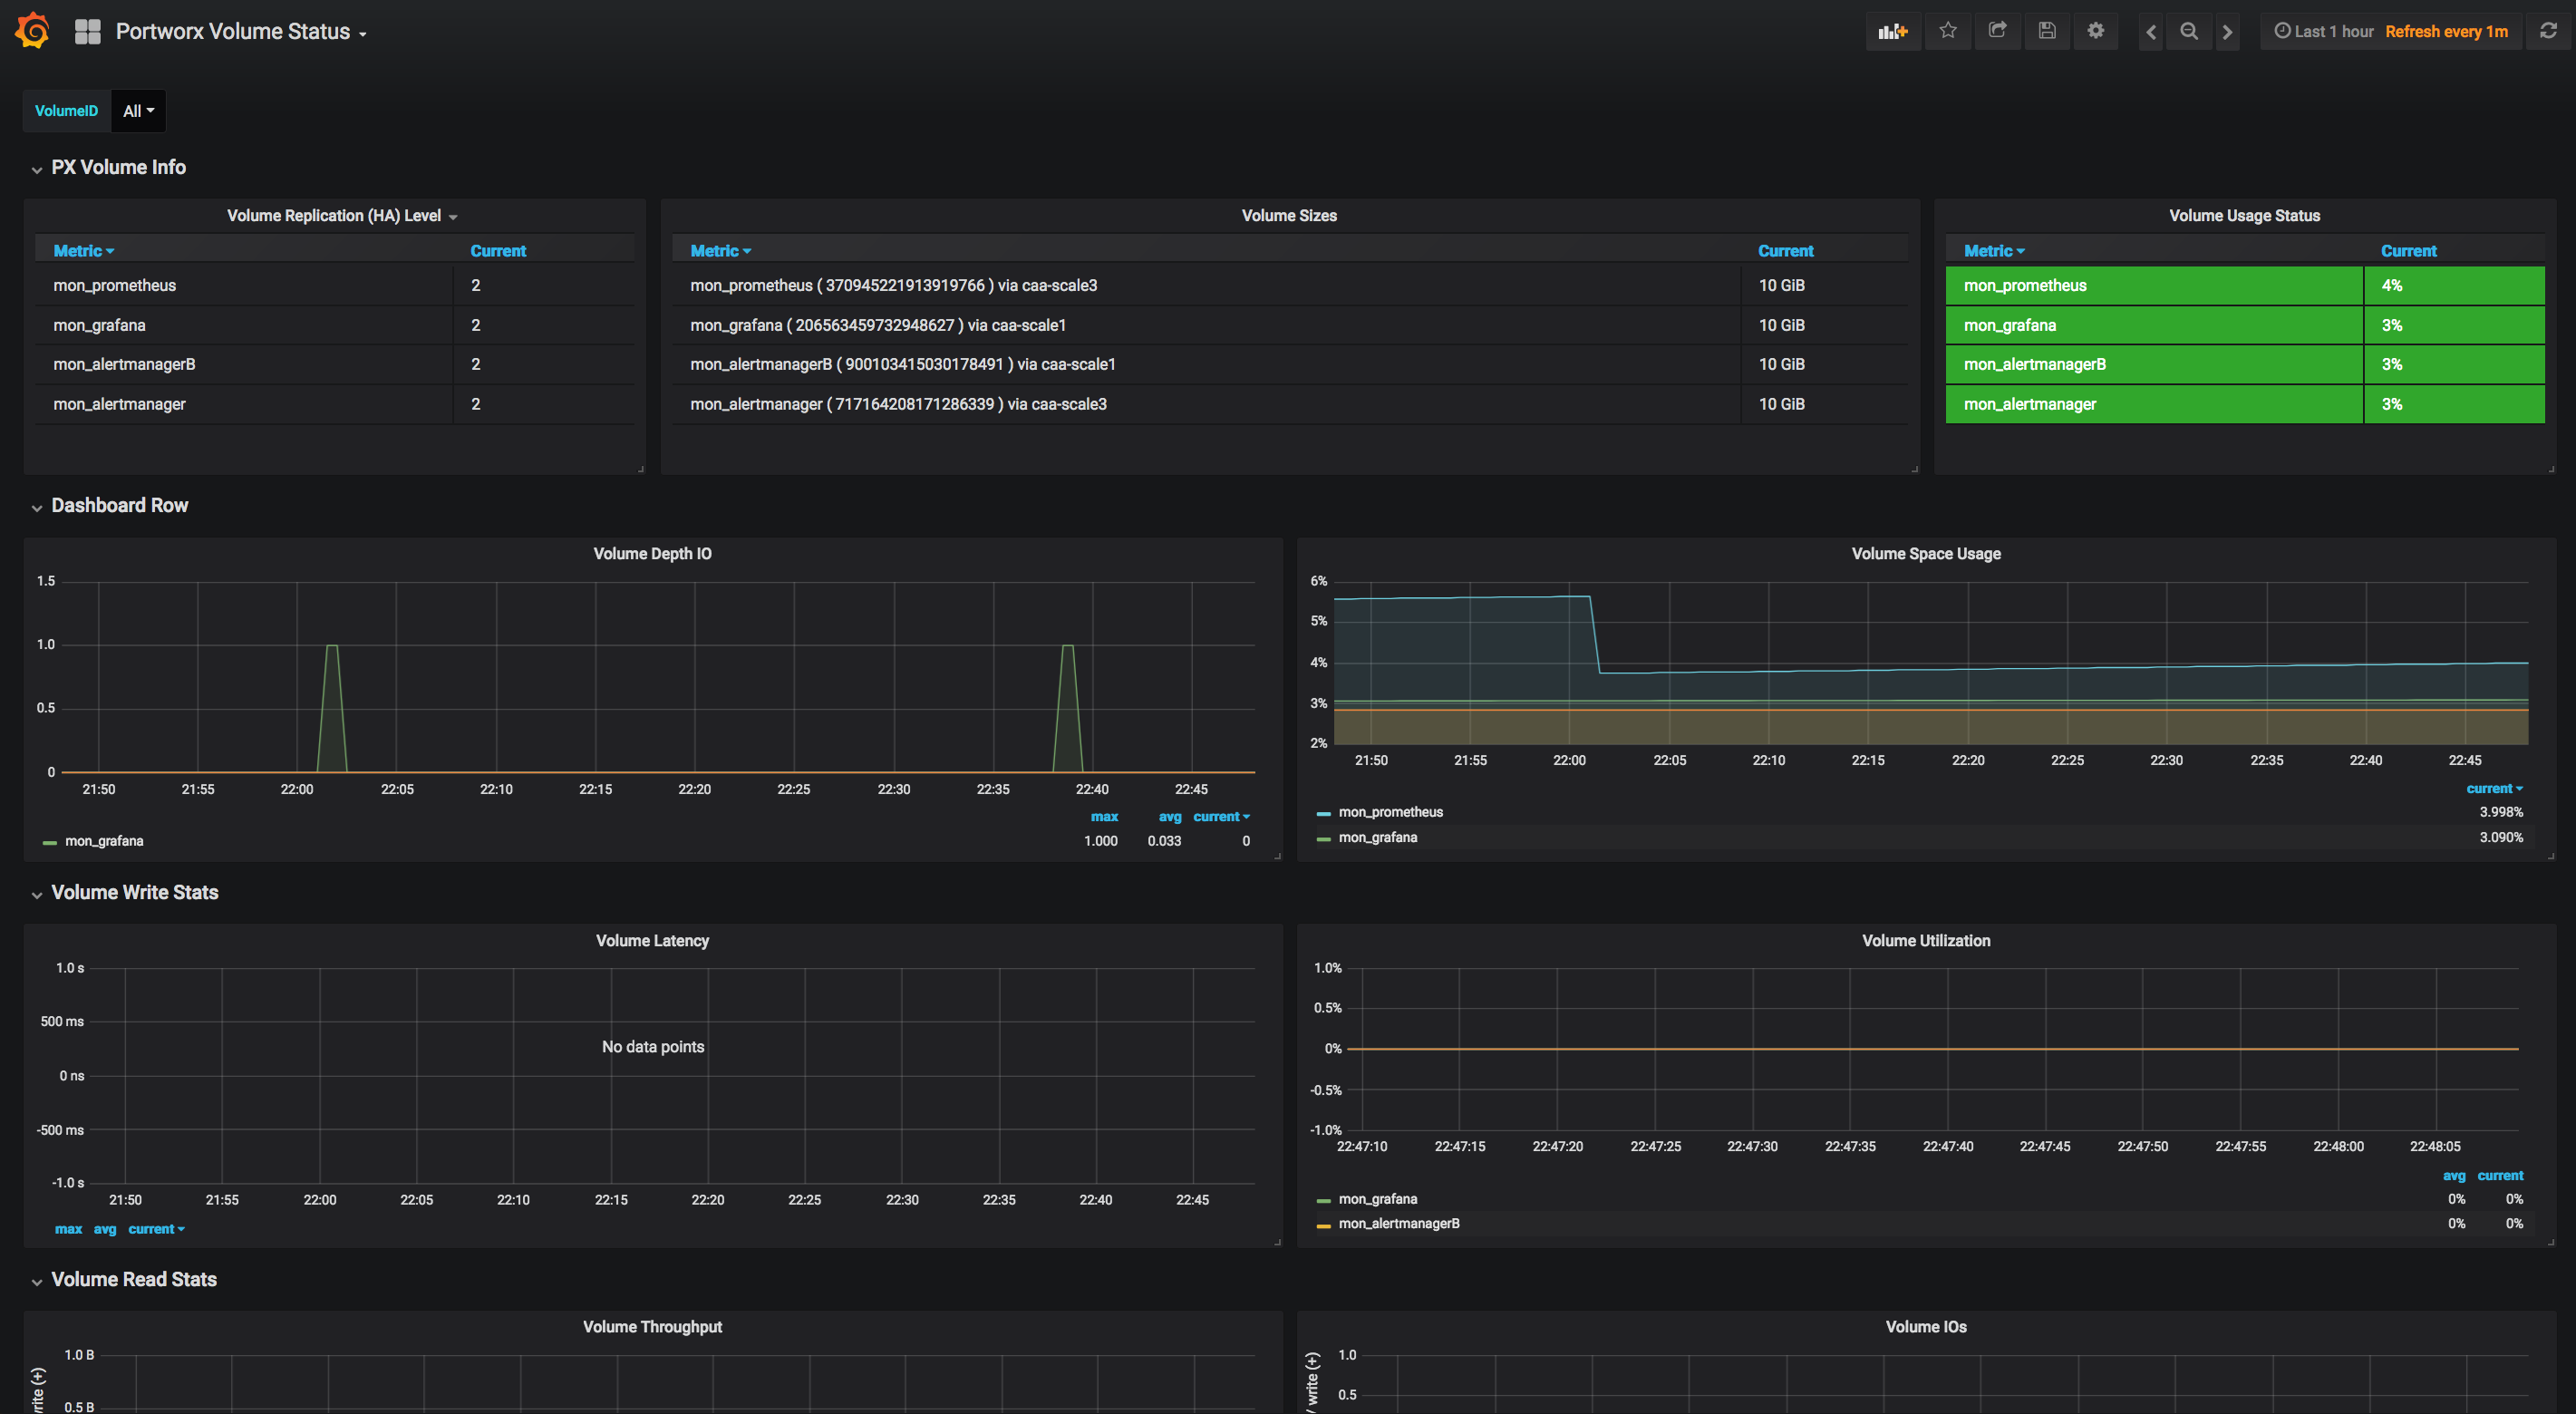 Portworx Volume Status
Last 1 hour Refresh every 1m
VolumeID All
PX Volume Info
Volume Replication (HA) Level
Metric Current
mon_prometheus 2
mon_grafana 2
mon_alertmanagerB 2
mon_alertmanager 2
Volume Sizes
Metric Current
mon_prometheus ( 370945221913919766 ) via caa-scale3 10 GiB
mon_grafana ( 206563459732948627 ) via caa-scale1 10 GiB
mon_alertmanagerB ( 900103415030178491 ) via caa-scale1 10 GiB
mon_alertmanager ( 717164208171286339 ) via caa-scale3 10 GiB
Volume Usage Status
Metric Current
mon_prometheus 4%
mon_grafana 3%
mon_alertmanagerB 3%
mon_alertmanager 3%
Dashboard Row
Volume Depth IO
1.5
1.0
0.5
0
21:50 21:55 22:00 22:05 22:10 22:15 22:20 22:25 22:30 22:35 22:40 22:45
max avg current
mon_grafana 1.000 0.033 0
Volume Space Usage
6%
5%
4%
3%
2%
21:50 21:55 22:00 22:05 22:10 22:15 22:20 22:25 22:30 22:35 22:40 22:45
current
mon_prometheus 3.998%
mon_grafana 3.090%
Volume Write Stats
Volume Latency
1.0 s
500 ms
No data points
0 ns
-500 ms
-1.0 s
21:50 21:55 22:00 22:05 22:10 22:15 22:20 22:25 22:30 22:35 22:40 22:45
max avg current
Volume Utilization
1.0%
0.5%
0%
-0.5%
-1.0%
22:47:10 22:47:15 22:47:20 22:47:25 22:47:30 22:47:35 22:47:40 22:47:45 22:47:50 22:47:55 22:48:00 22:48:05
avg current
mon_grafana 0% 0%
mon_alertmanagerB 0% 0%
Volume Read Stats
Volume Throughput
1.0 B
0.5 B
write (+)
Volume IOs
1.0
0.5
/ write (+)